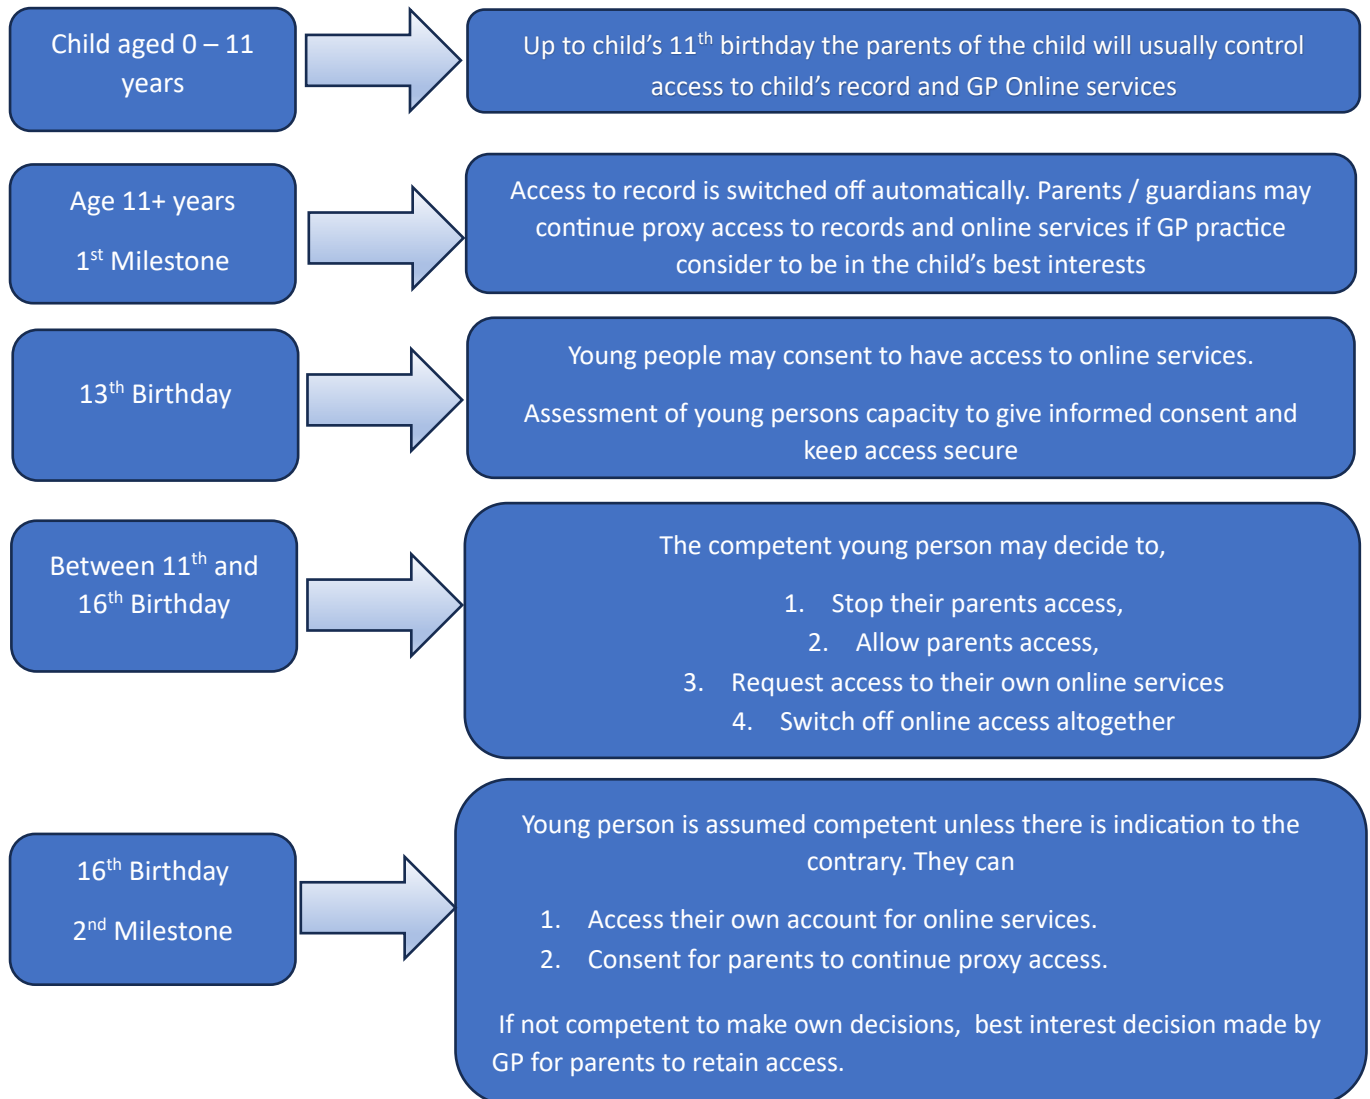 Child aged 0 – 11
years
Up to child’s 11th birthday the parents of the child will usually control
access to child’s record and GP Online services
Age 11+ years
1st Milestone
Access to record is switched off automatically. Parents / guardians may
continue proxy access to records and online services if GP practice
consider to be in the child’s best interests
13th Birthday
Young people may consent to have access to online services.
Assessment of young persons capacity to give informed consent and
keep access secure
Between 11th and
16th Birthday
The competent young person may decide to,
1. Stop their parents access,
2. Allow parents access,
3. Request access to their own online services
4. Switch off online access altogether
16th Birthday
2nd Milestone
Young person is assumed competent unless there is indication to the
contrary. They can
1. Access their own account for online services.
2. Consent for parents to continue proxy access.
If not competent to make own decisions, best interest decision made by
GP for parents to retain access.